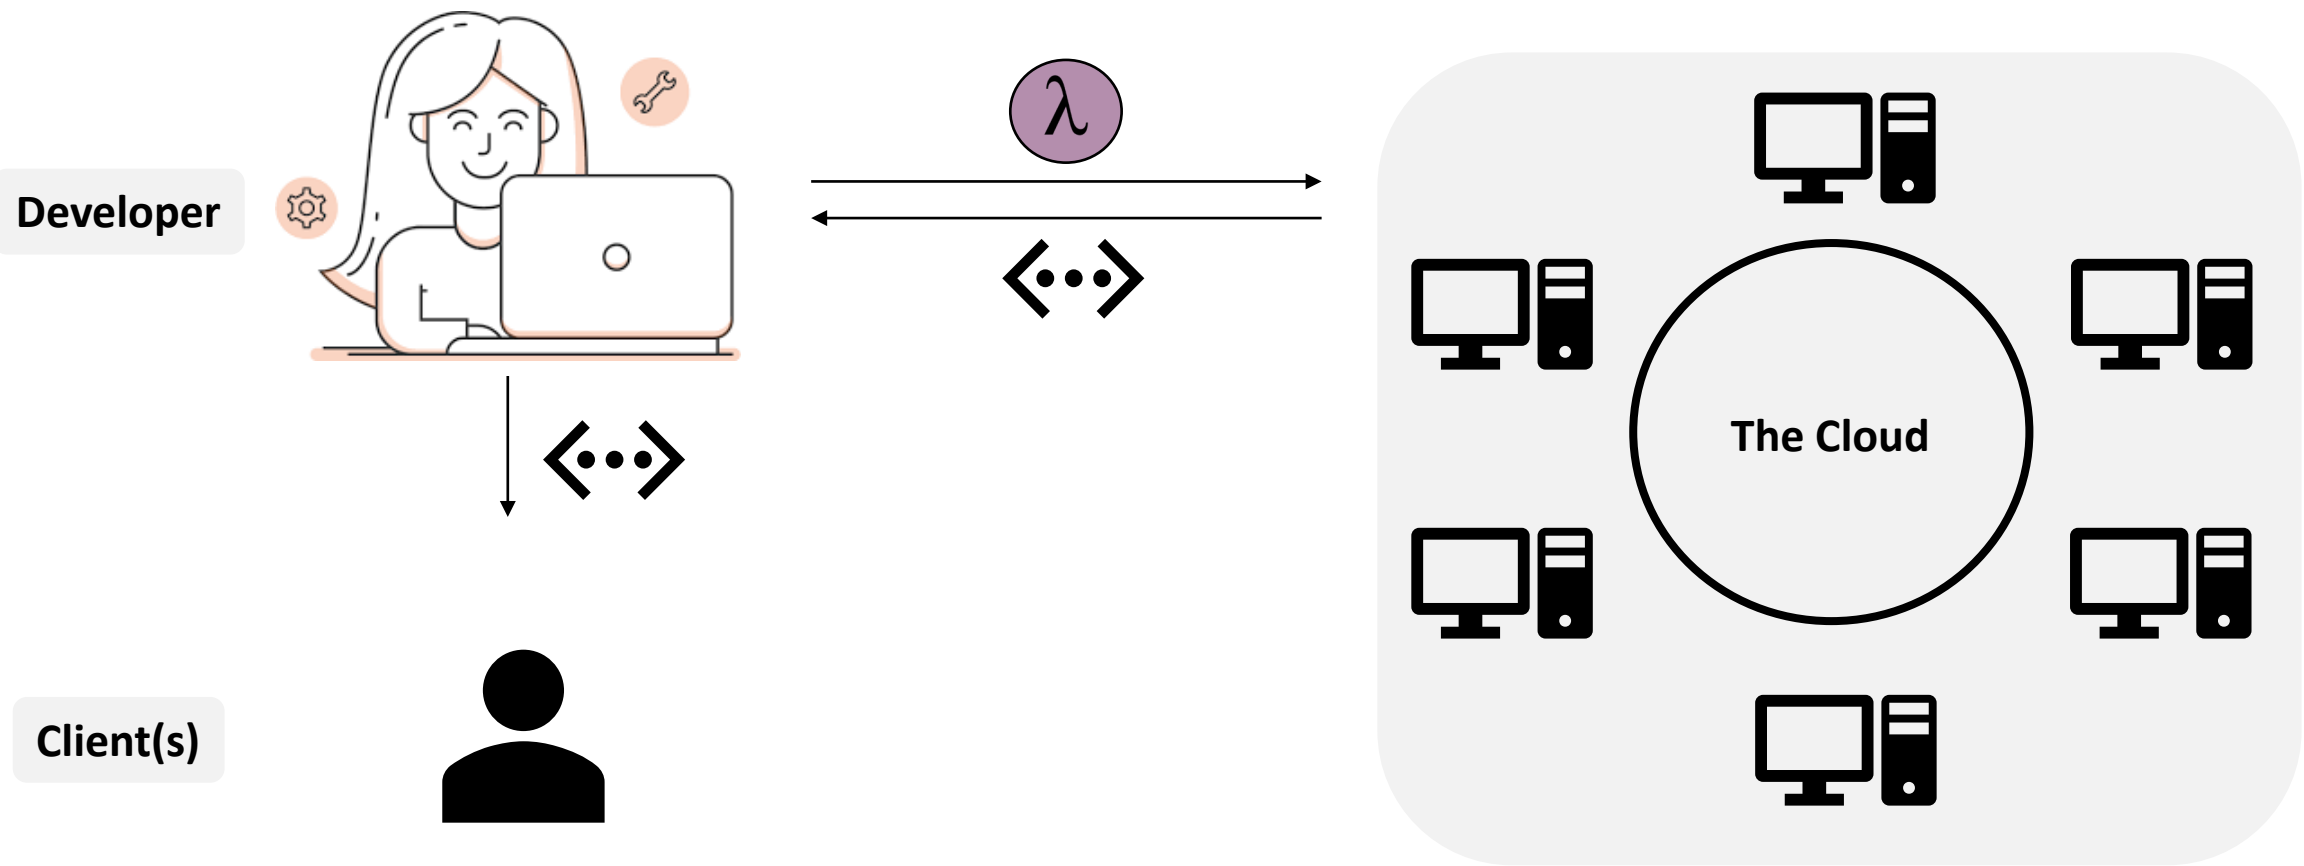 λ
Developer
The Cloud
Client(s)